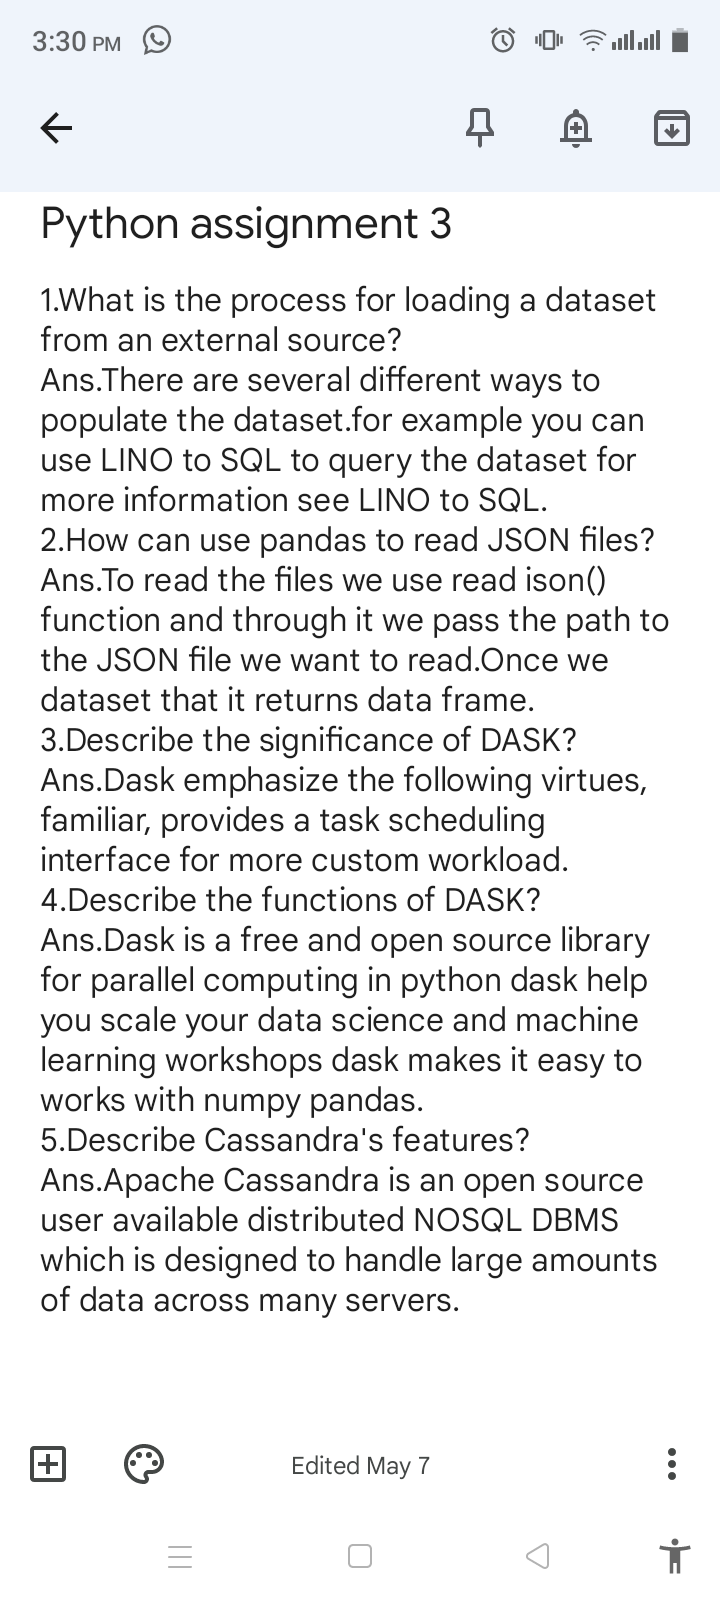 3:30 PM
Python assignment 3
1.What is the process for loading a dataset
from an external source?
Ans.There are several different ways to
populate the dataset.for example you can
use LINO to SQL to query the dataset for
more information see LINO to SQL.
2.How can use pandas to read JSON files?
Ans.To read the files we use read ison()
function and through it we pass the path to
the JSON file we want to read.Once we
dataset that it returns data frame.
3.Describe the significance of DASK?
Ans.Dask emphasize the following virtues,
familiar, provides a task scheduling
interface for more custom workload.
4.Describe the functions of DASK?
Ans.Dask is a free and open source library
for parallel computing in python dask help
you scale your data science and machine
learning workshops dask makes it easy to
works with numpy pandas.
5.Describe Cassandra's features?
Ans.Apache Cassandra is an open source
user available distributed NOSQL DBMS
which is designed to handle large amounts
of data across many servers.
Edited May 7